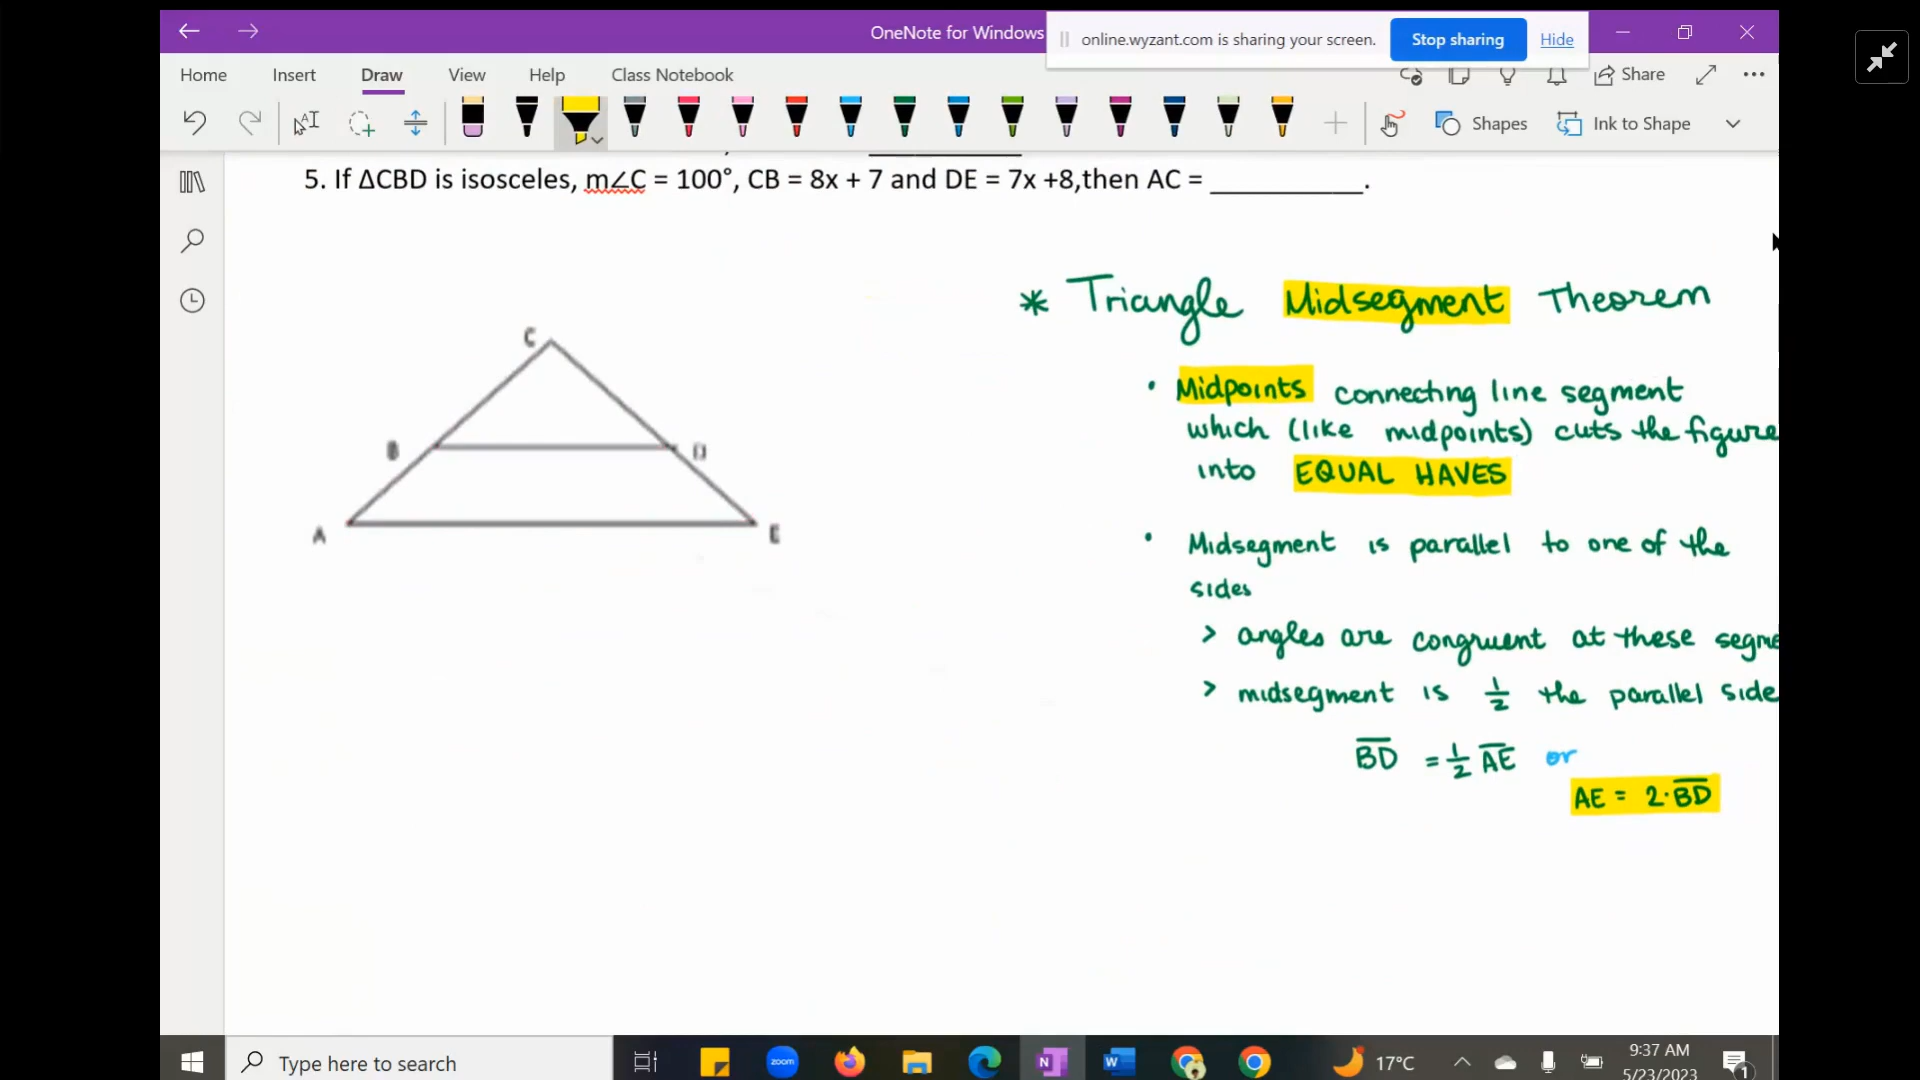 OneNote for Windows
online.wyzant.com is sharing your screen.
Stop sharing
Hide
Home
Insert
Draw
View
Help
Class Notebook
Share
Shapes
Ink to Shape
5. If ΔCBD is isosceles, m∠C = 100°, CB = 8x + 7 and DE = 7x +8,then AC = ___________.
C
B
D
A
E
* Triangle Midsegment Theorem
• Midpoints connecting line segment
which (like midpoints) cuts the figure
into EQUAL HAVES
• Midsegment is parallel to one of the
sides
> angles are congruent at these segme
> midsegment is 1/2 the parallel side
BD = 1/2 AE or
AE = 2·BD
Type here to search
zoom
17°C
9:37 AM
5/23/2023
1